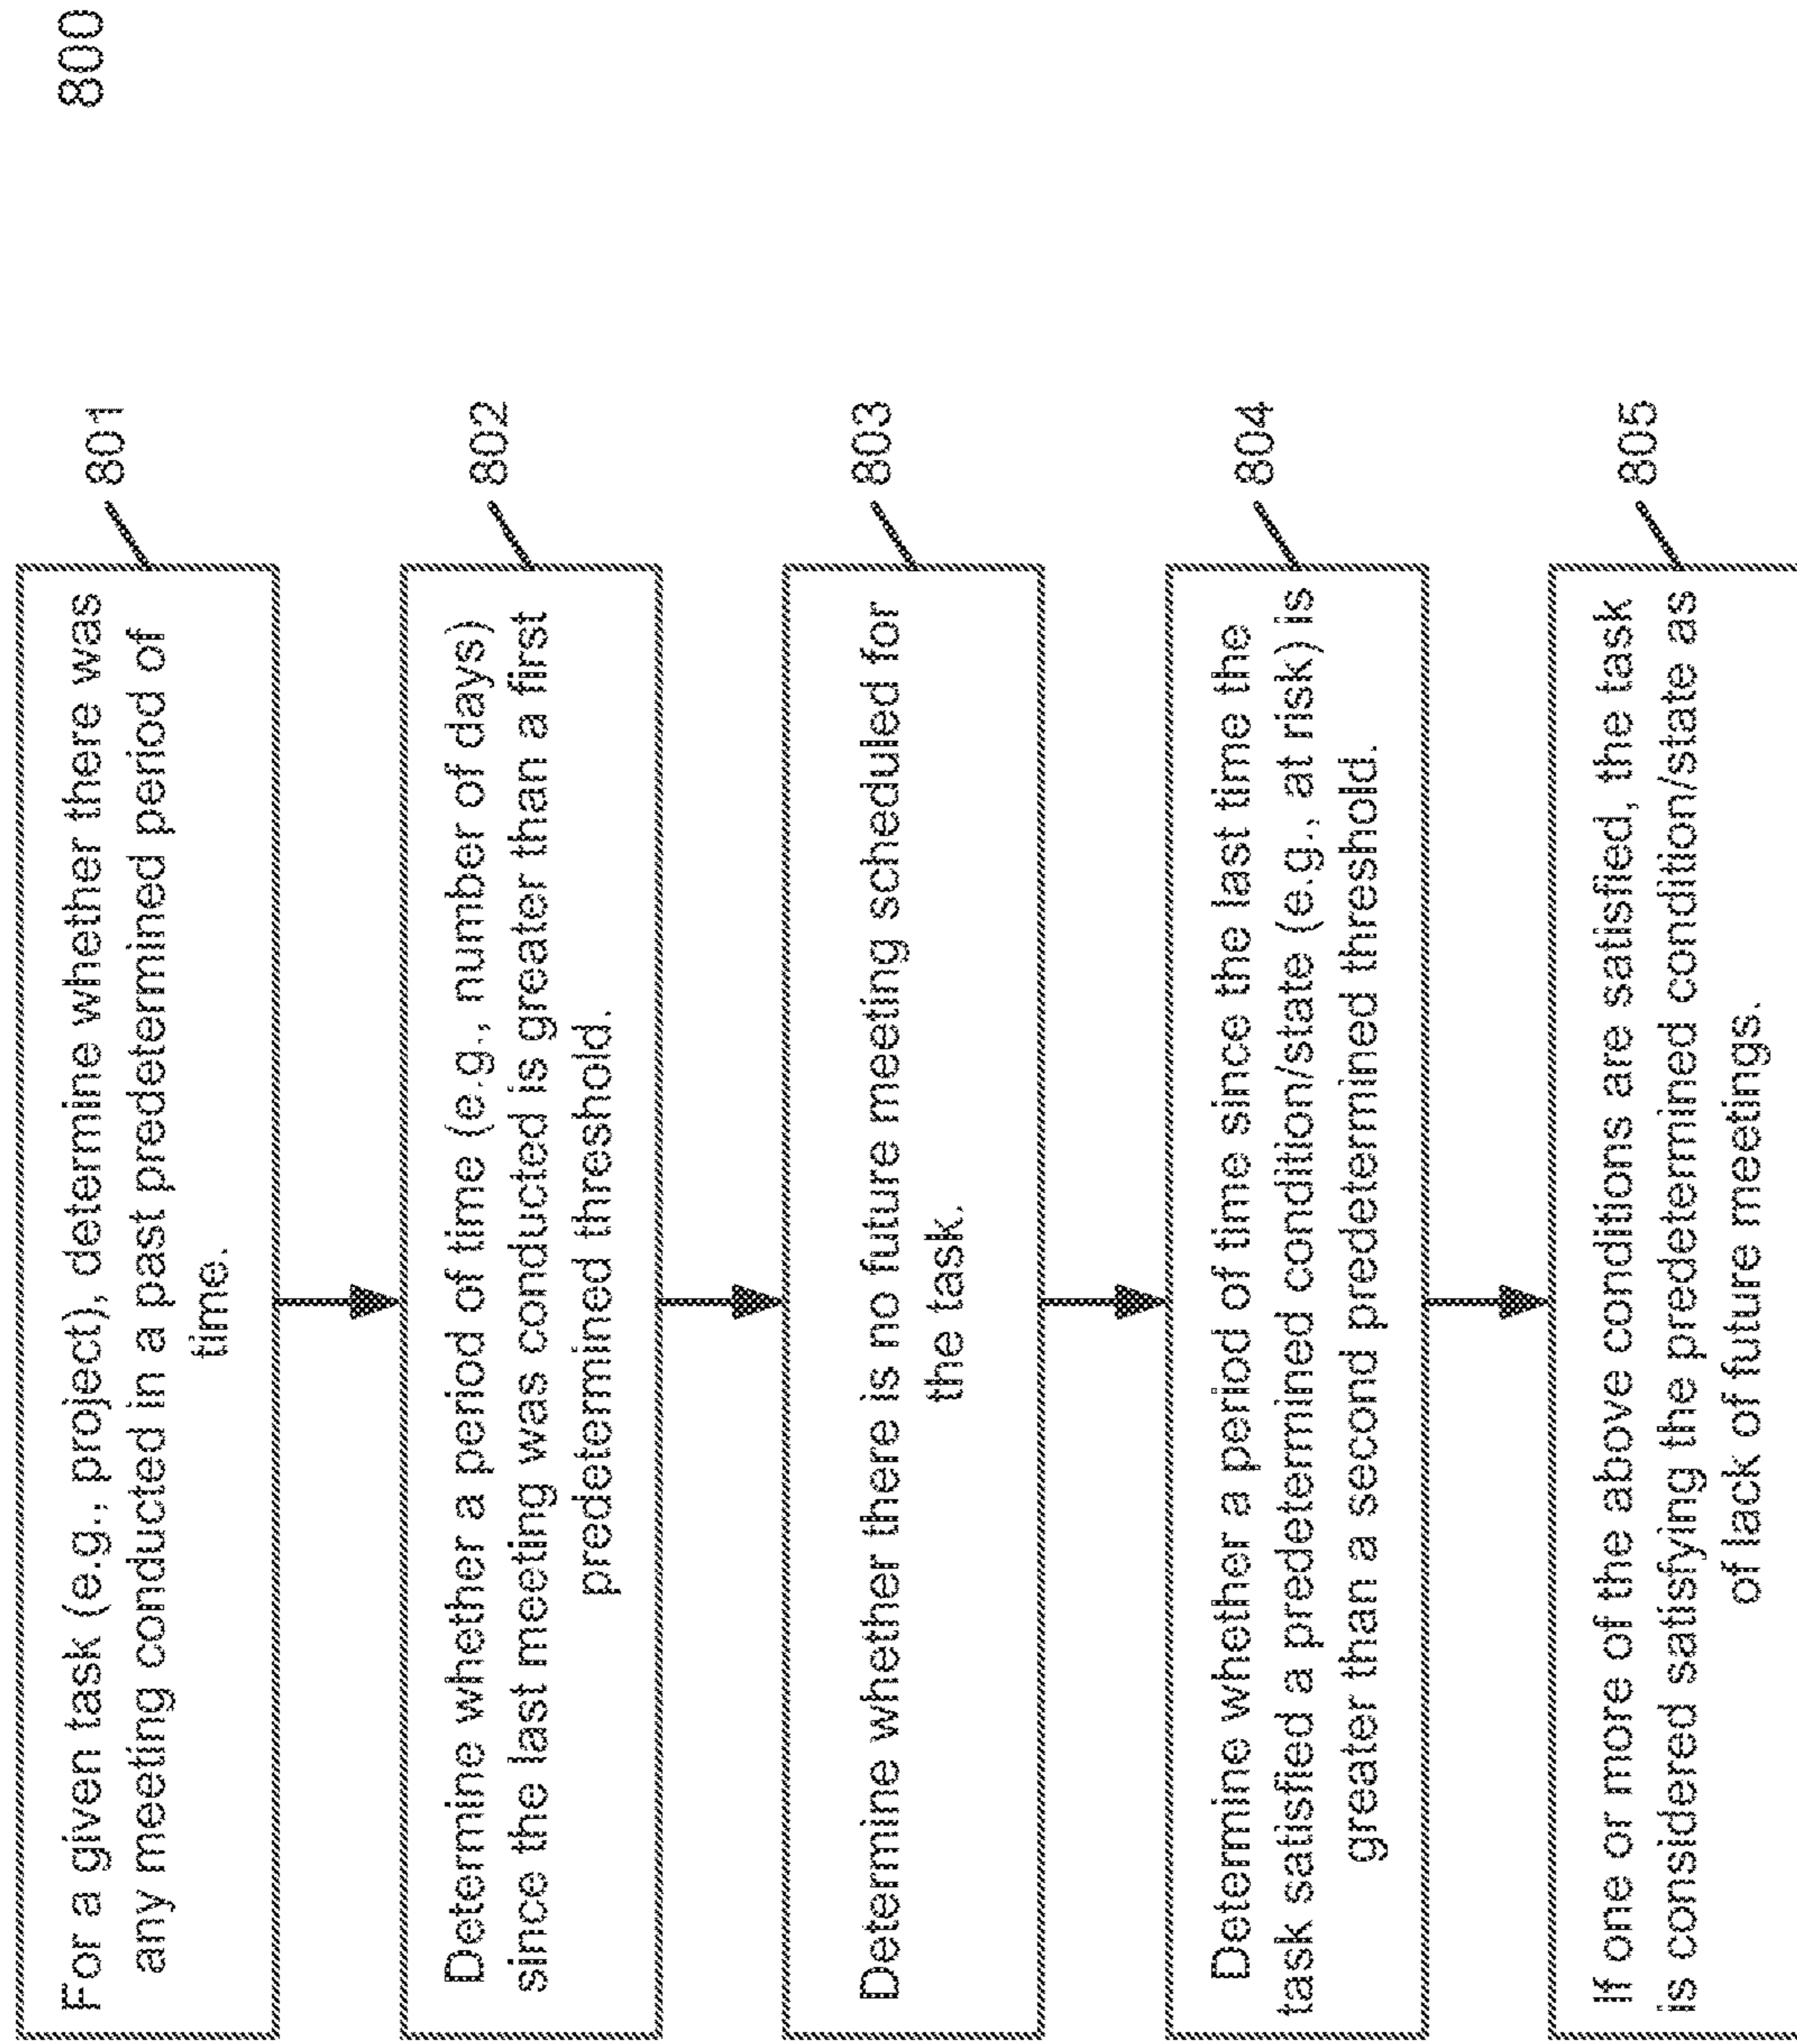 800
For a given task (e.g., project), determine whether there was
any meeting conducted in a past predetermined period of
time.
801
Determine whether a period of time (e.g., number of days)
since the last meeting was conducted is greater than a first
predetermined threshold.
802
Determine whether there is no future meeting scheduled for
the task.
803
Determine whether a period of time since the last time the
task satisfied a predetermined condition/state (e.g., at risk) is
greater than a second predetermined threshold.
804
If one or more of the above conditions are satisfied, the task
is considered satisfying the predetermined condition/state as
of lack of future meetings.
805